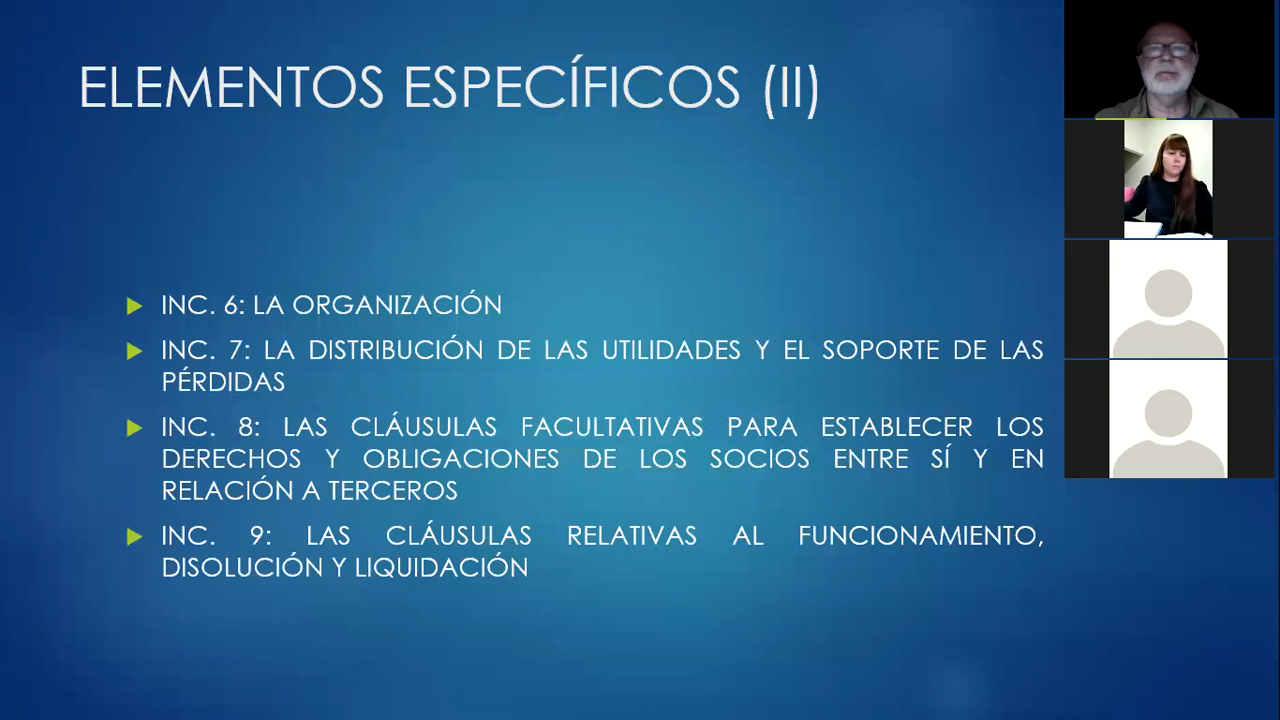 ELEMENTOS ESPECÍFICOS (II)
INC. 6: LA ORGANIZACIÓN
INC. 7: LA DISTRIBUCIÓN DE LAS UTILIDADES Y EL SOPORTE DE LAS
PÉRDIDAS
INC. 8: LAS CLÁUSULAS FACULTATIVAS PARA ESTABLECER LOS
DERECHOS Y OBLIGACIONES DE LOS SOCIOS ENTRE SÍ Y EN
RELACIÓN A TERCEROS
INC. 9: LAS CLÁUSULAS RELATIVAS AL FUNCIONAMIENTO,
DISOLUCIÓN Y LIQUIDACIÓN